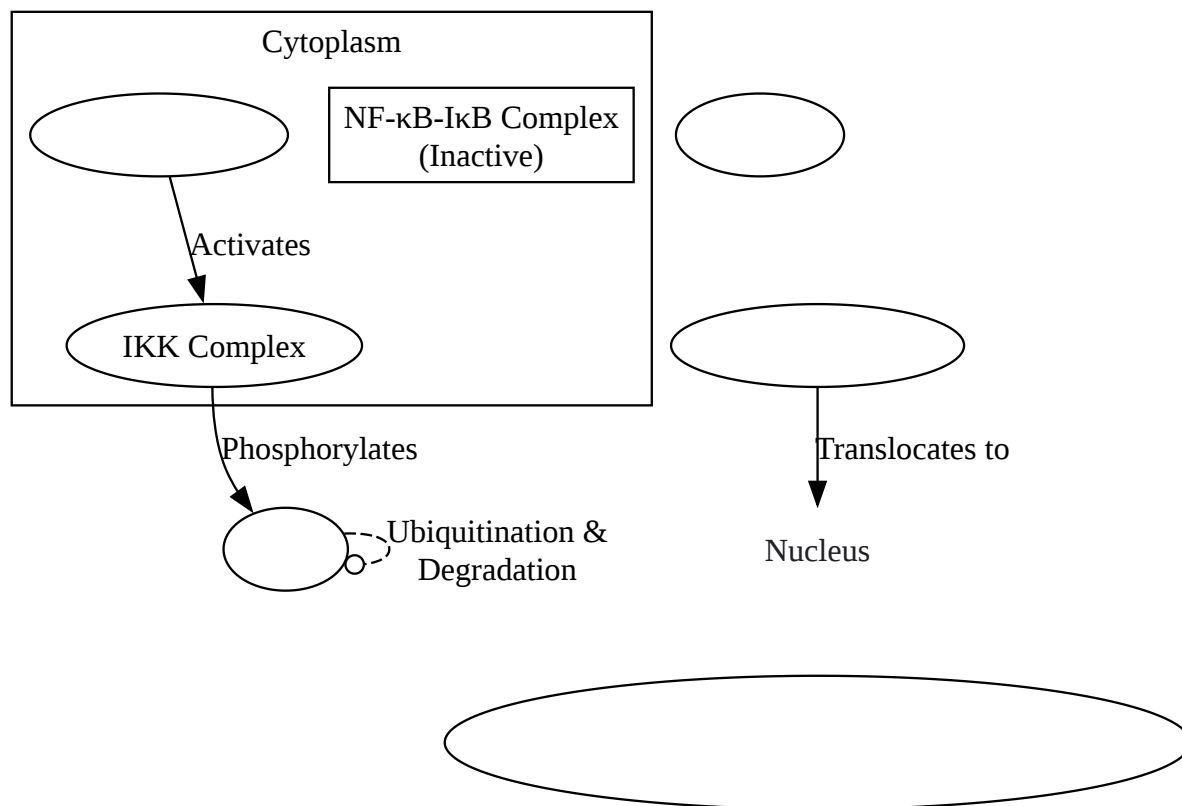 Cytoplasm
NF-κB-IκB Complex
(Inactive)
Activates
IKK Complex
Phosphorylates
Translocates to
Ubiquitination &
Degradation
Nucleus